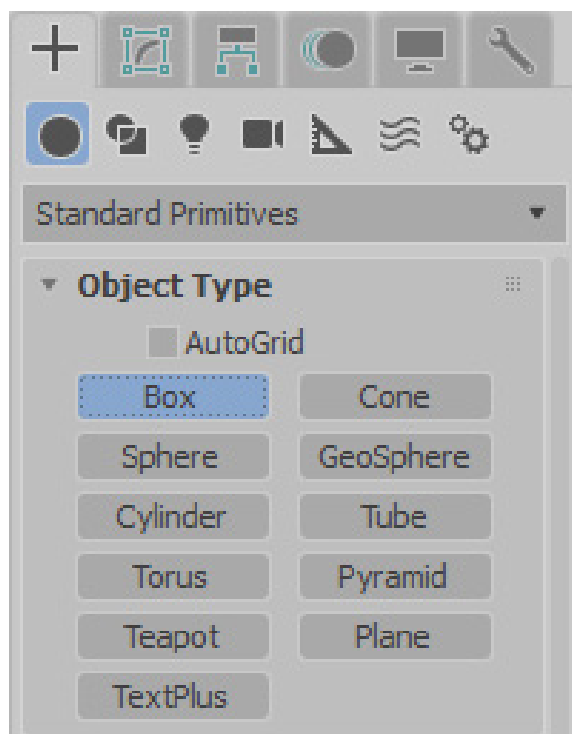 Standard Primitives
Object Type
AutoGrid
Box Cone
Sphere GeoSphere
Cylinder Tube
Torus Pyramid
Teapot Plane
TextPlus